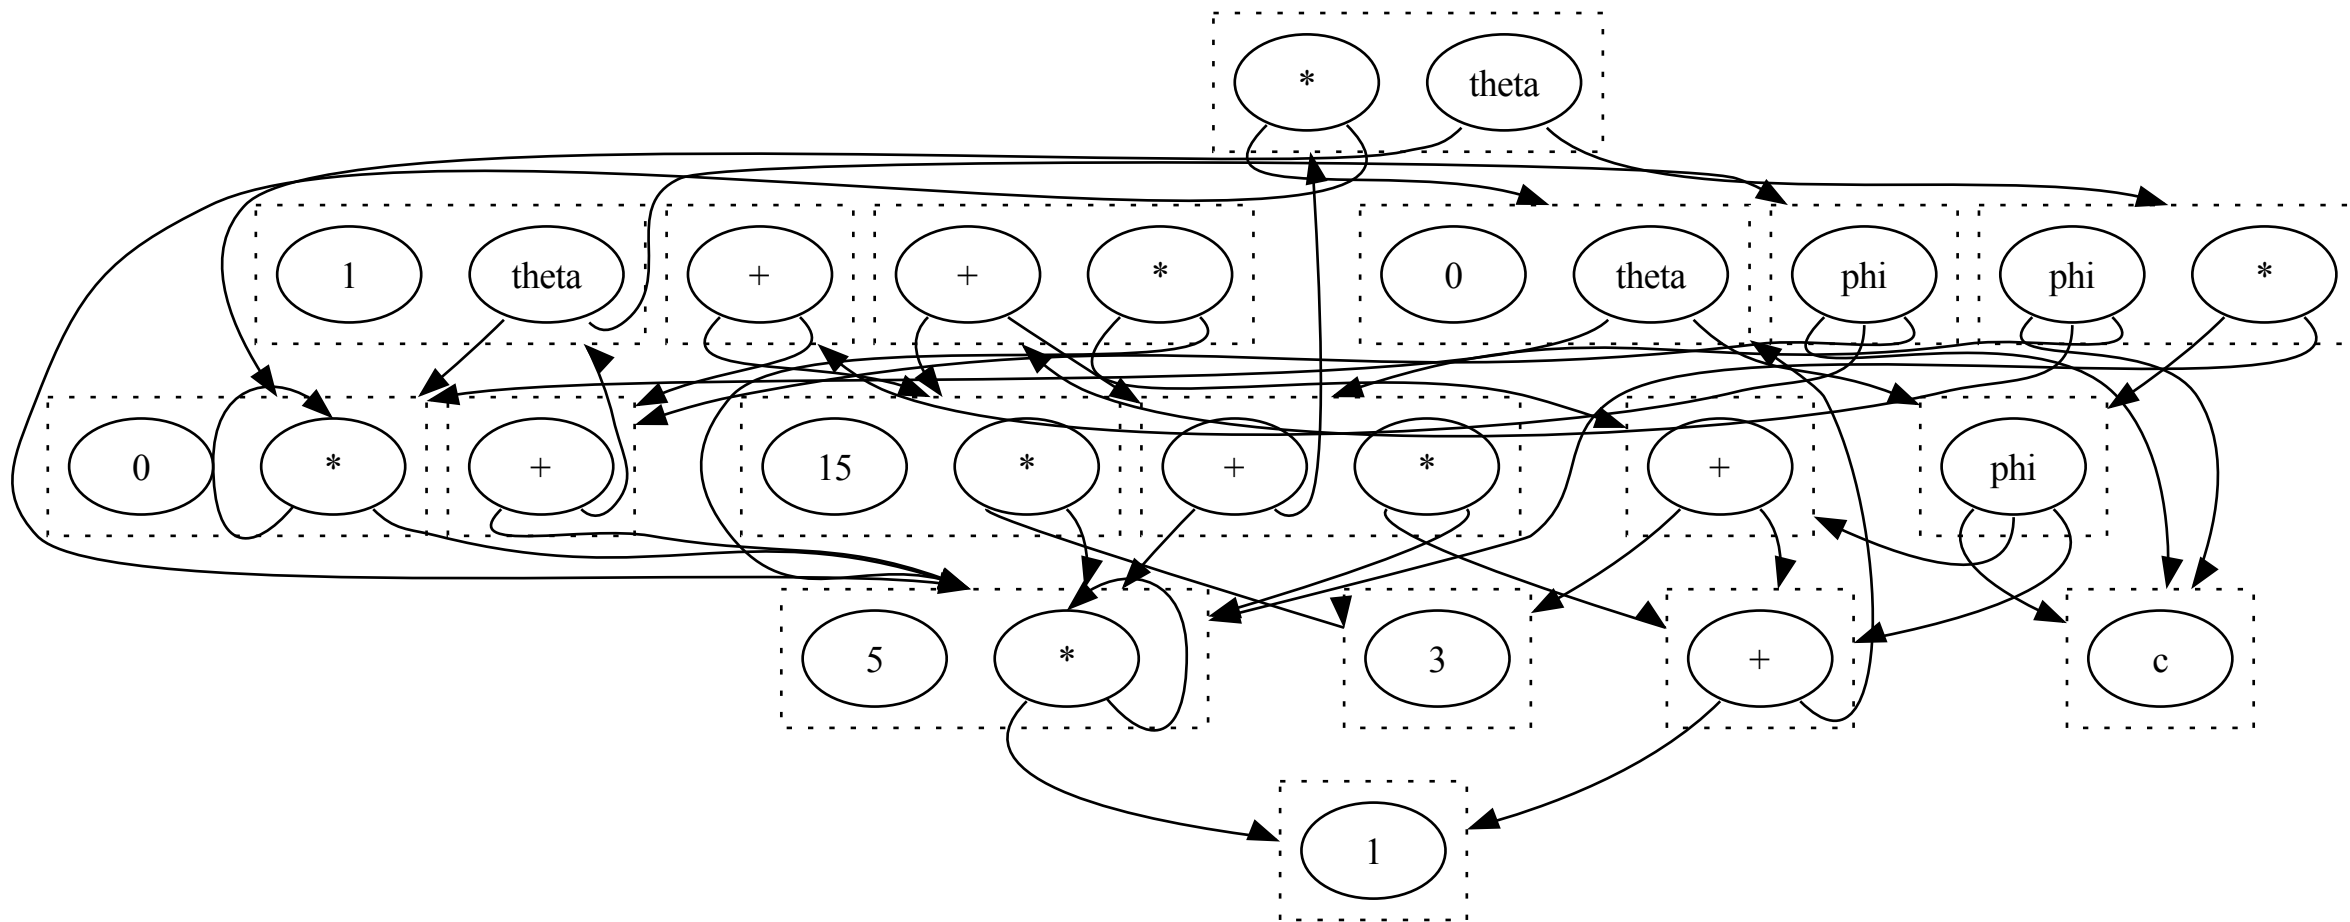 * theta
1 theta + + * 0 theta phi phi *
0 * + 15 * + * + phi
5 * 3 + c
1